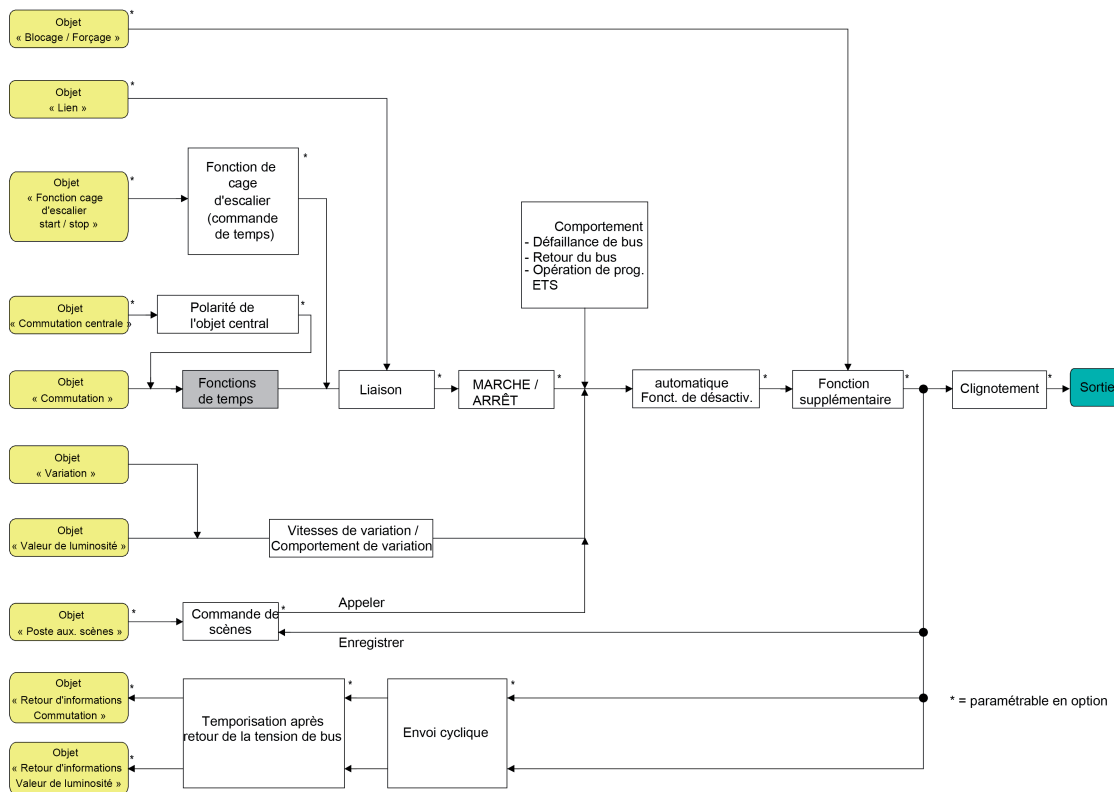 Objet
« Blocage / Forçage »
*
Objet
« Lien »
*
Objet
« Fonction cage
d'escalier
start / stop »
*
Fonction de
cage
d'escalier
(commande
de temps)
*
Comportement
- Défaillance de bus
- Retour du bus
- Opération de prog.
ETS
Objet
« Commutation centrale »
*
Polarité de
l'objet central
*
Objet
« Commutation »
Fonctions
de temps
Liaison
*
MARCHE /
ARRÊT
*
automatique
Fonct. de désactiv.
*
Fonction
supplémentaire
*
Clignotement
*
Sortie
Objet
« Variation »
Objet
« Valeur de luminosité »
Vitesses de variation /
Comportement de variation
Objet
« Poste aux. scènes »
*
Commande de
scènes
*
Appeler
Enregistrer
Objet
« Retour d'informations
Commutation »
*
Objet
« Retour d'informations
Valeur de luminosité »
*
Temporisation après
retour de la tension de bus
*
Envoi cyclique
*
* = paramétrable en option